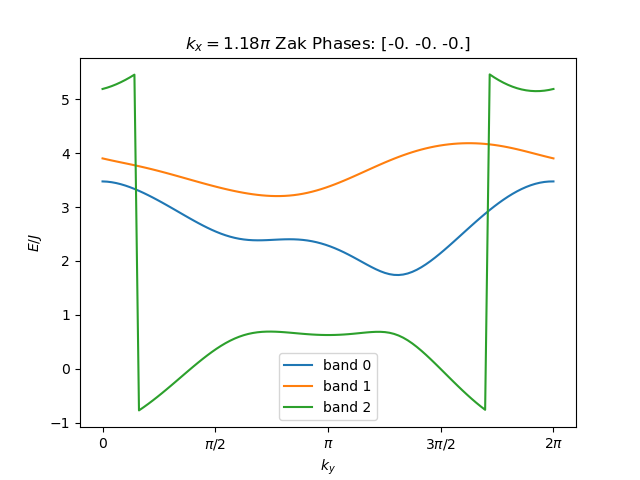 $k_x = 1.18\pi$ Zak Phases: [-0. -0. -0.]
E/J
5
4
3
2
1
0
−1
band 0
band 1
band 2
0
π/2
π
3π/2
2π
$k_y$